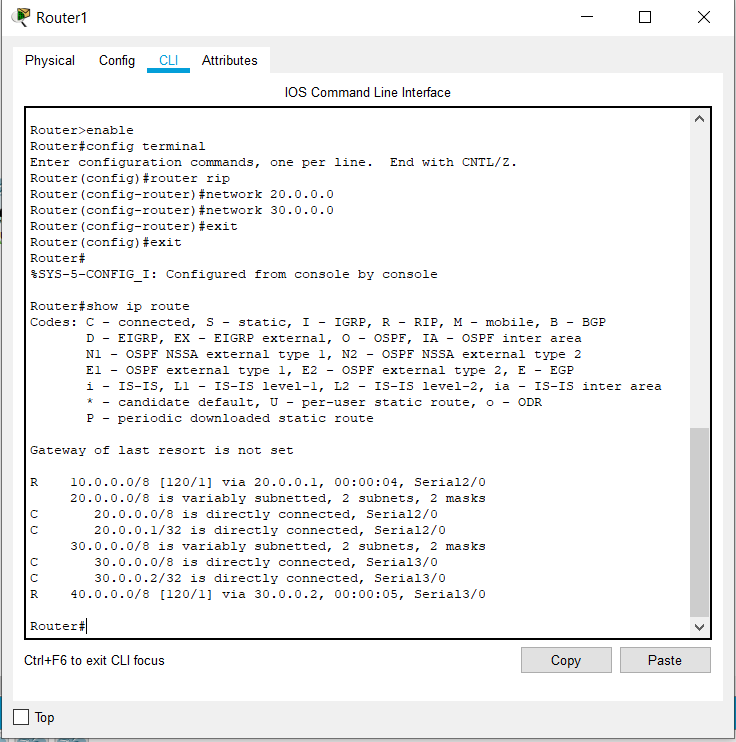 Router1
Physical Config CLI Attributes
IOS Command Line Interface
Router>enable
Router#config terminal
Enter configuration commands, one per line.  End with CNTL/Z.
Router(config)#router rip
Router(config-router)#network 20.0.0.0
Router(config-router)#network 30.0.0.0
Router(config-router)#exit
Router(config)#exit
Router#
%SYS-5-CONFIG_I: Configured from console by console
Router#show ip route
Codes: C - connected, S - static, I - IGRP, R - RIP, M - mobile, B - BGP
       D - EIGRP, EX - EIGRP external, O - OSPF, IA - OSPF inter area
       N1 - OSPF NSSA external type 1, N2 - OSPF NSSA external type 2
       E1 - OSPF external type 1, E2 - OSPF external type 2, E - EGP
       i - IS-IS, L1 - IS-IS level-1, L2 - IS-IS level-2, ia - IS-IS inter area
       * - candidate default, U - per-user static route, o - ODR
       P - periodic downloaded static route
Gateway of last resort is not set
R    10.0.0.0/8 [120/1] via 20.0.0.1, 00:00:04, Serial2/0
     20.0.0.0/8 is variably subnetted, 2 subnets, 2 masks
C       20.0.0.0/8 is directly connected, Serial2/0
C       20.0.0.1/32 is directly connected, Serial2/0
     30.0.0.0/8 is variably subnetted, 2 subnets, 2 masks
C       30.0.0.0/8 is directly connected, Serial3/0
C       30.0.0.2/32 is directly connected, Serial3/0
R    40.0.0.0/8 [120/1] via 30.0.0.2, 00:00:05, Serial3/0
Router#
Ctrl+F6 to exit CLI focus
Copy Paste
Top